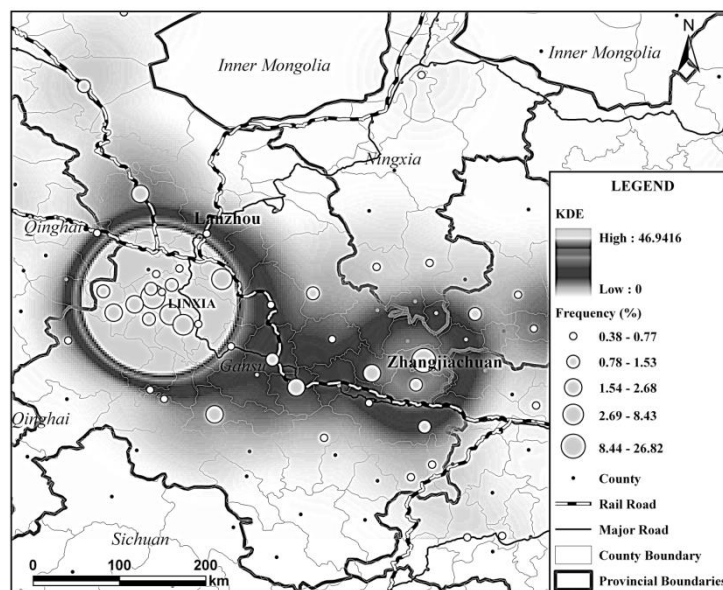 Inner Mongolia
Inner Mongolia
N
Ningxia
Qinghai
Lanzhou
LINXIA
Gansu
Zhangjiachuan
Qinghai
Sichuan
0 100 200
km
LEGEND
KDE
High : 46.9416
Low : 0
Frequency (%)
0.38 - 0.77
0.78 - 1.53
1.54 - 2.68
2.69 - 8.43
8.44 - 26.82
County
Rail Road
Major Road
County Boundary
Provincial Boundaries